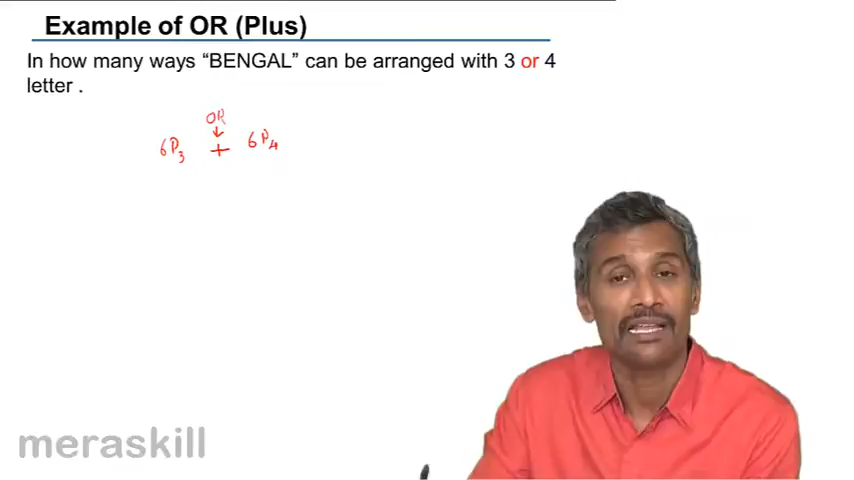 Example of OR (Plus)
In how many ways “BENGAL” can be arranged with 3 or 4
letter .
OR
6P3 + 6P4
meraskill